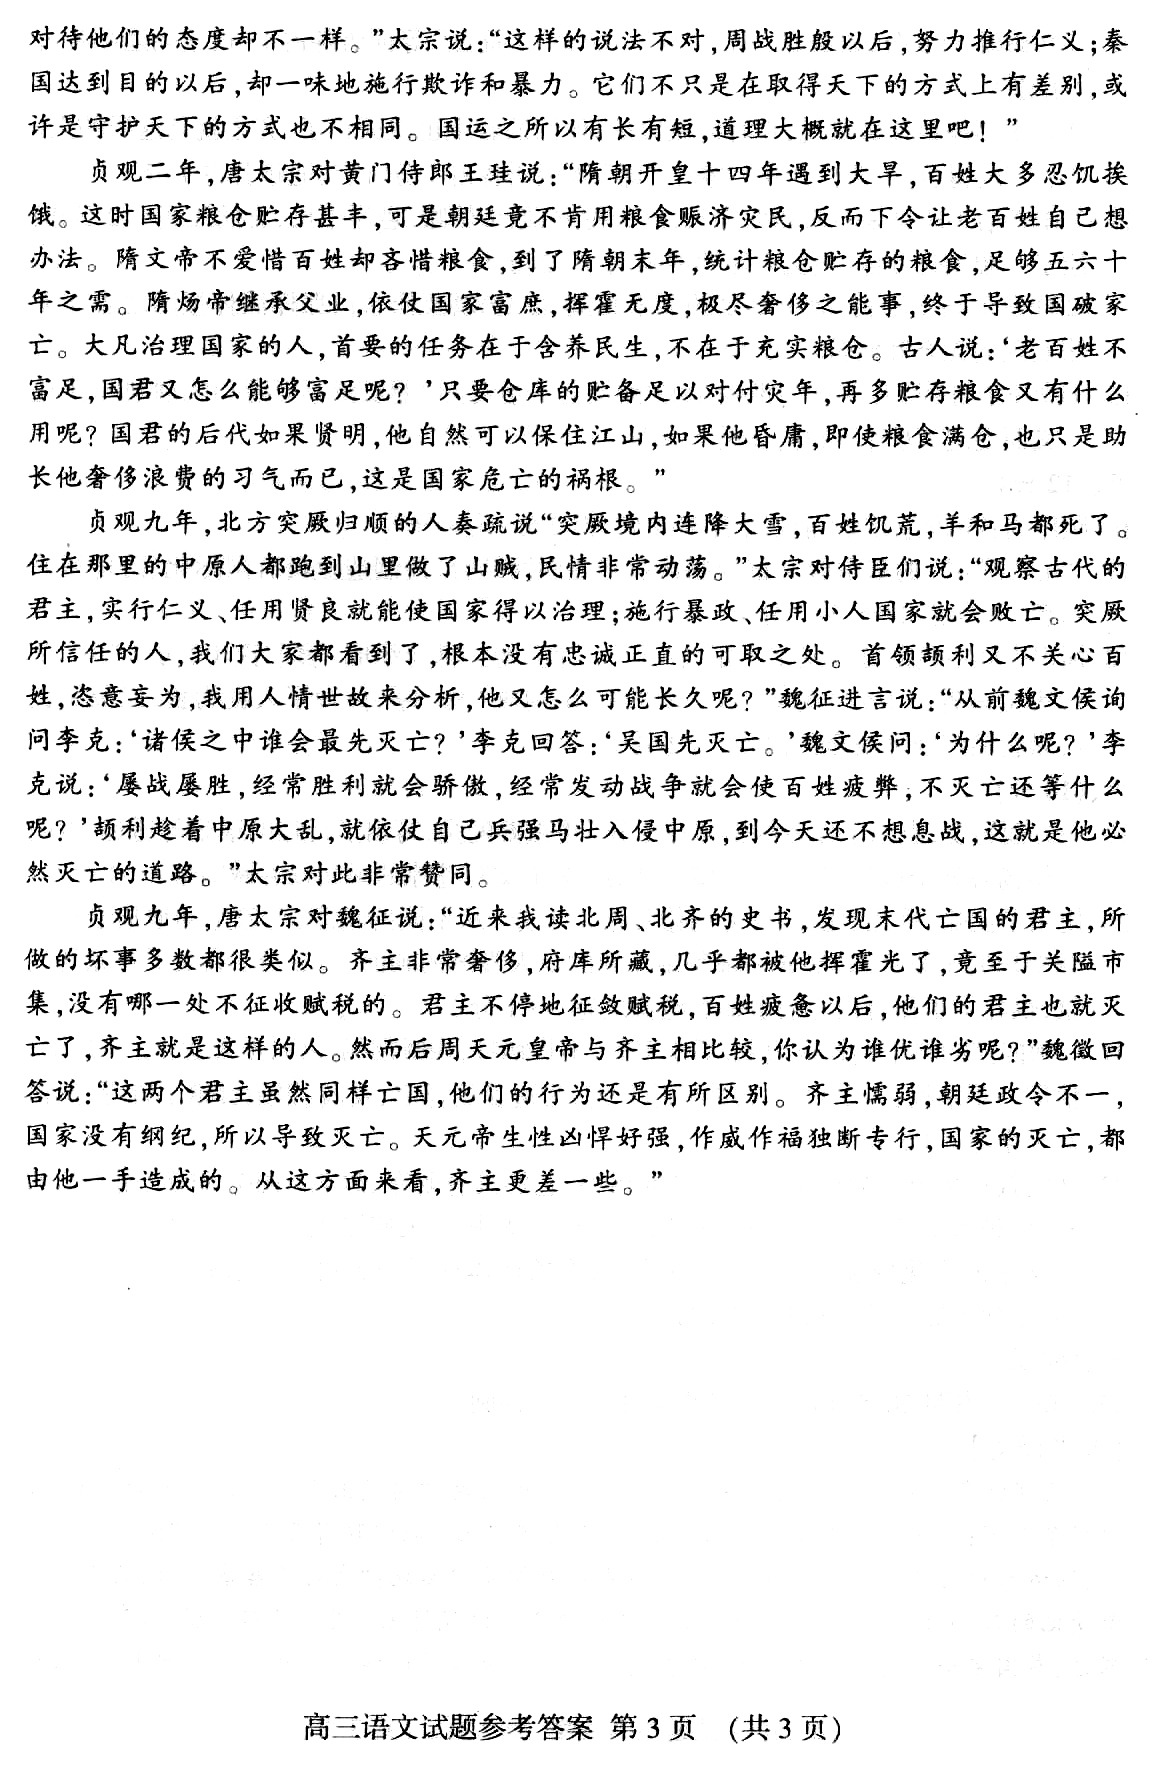 对待他们的态度却不一样。”太宗说:“这样的说法不对,周战胜殷以后,努力推行仁义;秦
国达到目的以后,却一味地施行欺诈和暴力。它们不只是在取得天下的方式上有差别,或
许是守护天下的方式也不相同。国运之所以有长有短,道理大概就在这里吧!”
贞观二年,唐太宗对黄门侍郎王珪说:“隋朝开皇十四年遇到大旱,百姓大多忍饥挨
饿。这时国家粮仓贮存甚丰,可是朝廷竟不肯用粮食赈济灾民,反而下令让老百姓自己想
办法。隋文帝不爱惜百姓却吝惜粮食,到了隋朝末年,统计粮仓贮存的粮食,足够五六十
年之需。隋炀帝继承父业,依仗国家富庶,挥霍无度,极尽奢侈之能事,终于导致国破家
亡。大凡治理国家的人,首要的任务在于含养民生,不在于充实粮仓。古人说:‘老百姓不
富足,国君又怎么能够富足呢?’只要仓库的贮备足以对付灾年,再多贮存粮食又有什么
用呢?国君的后代如果贤明,他自然可以保住江山,如果他昏庸,即使粮食满仓,也只是助
长他奢侈浪费的习气而已,这是国家危亡的祸根。”
贞观九年,北方突厥归顺的人奏疏说“突厥境内连降大雪,百姓饥荒,羊和马都死了。
住在那里的中原人都跑到山里做了山贼,民情非常动荡。”太宗对侍臣们说:“观察古代的
君主,实行仁义、任用贤良就能使国家得以治理;施行暴政、任用小人国家就会败亡。突厥
所信任的人,我们大家都看到了,根本没有忠诚正直的可取之处。首领颉利又不关心百
姓,恣意妄为,我用人情世故来分析,他又怎么可能长久呢?”魏征进言说:“从前魏文侯询
问李克:‘诸侯之中谁会最先灭亡?’李克回答:‘吴国先灭亡。’魏文侯问:‘为什么呢?’李
克说:‘屡战屡胜,经常胜利就会骄傲,经常发动战争就会使百姓疲弊,不灭亡还等什么
呢?’颉利趁着中原大乱,就依仗自己兵强马壮入侵中原,到今天还不想息战,这就是他必
然灭亡的道路。”太宗对此非常赞同。
贞观九年,唐太宗对魏征说:“近来我读北周、北齐的史书,发现末代亡国的君主,所
做的坏事多数都很类似。齐主非常奢侈,府库所藏,几乎都被他挥霍光了,竟至于关隘市
集,没有哪一处不征收赋税的。君主不停地征敛赋税,百姓疲惫以后,他们的君主也就灭
亡了,齐主就是这样的人。然而后周天元皇帝与齐主相比较,你认为谁优谁劣呢?”魏徵回
答说:“这两个君主虽然同样亡国,他们的行为还是有所区别。齐主懦弱,朝廷政令不一,
国家没有纲纪,所以导致灭亡。天元帝生性凶悍好强,作威作福独断专行,国家的灭亡,都
由他一手造成的。从这方面来看,齐主更差一些。”
高三语文试题参考答案 第3页 (共3页)